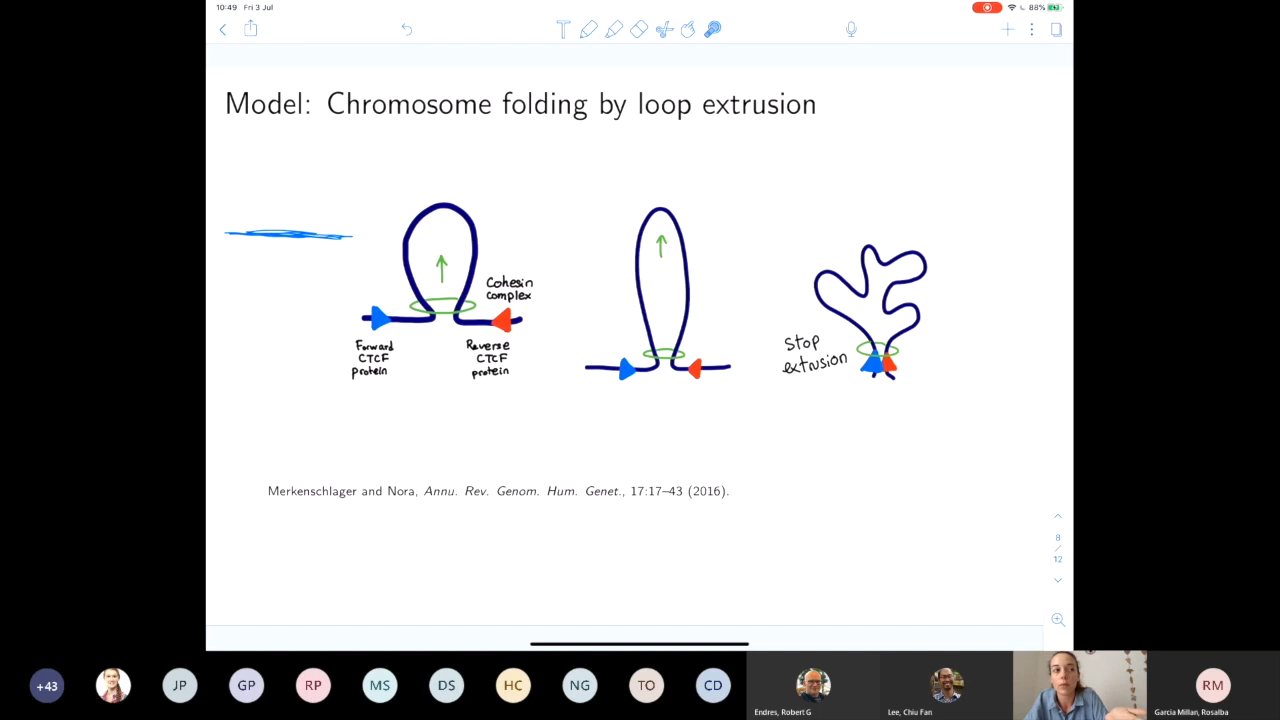 10:49 Fri 3 Jul
88%
Model: Chromosome folding by loop extrusion
Cohesin
complex
Forward
CTCF
protein
Reverse
CTCF
protein
Stop
extrusion
Merkenschlager and Nora, Annu. Rev. Genom. Hum. Genet., 17:17–43 (2016).
8
/
12
+43
JP
GP
RP
MS
DS
HC
NG
TO
CD
RM
Endres, Robert G
Lee, Chiu Fan
Garcia Millan, Rosalba